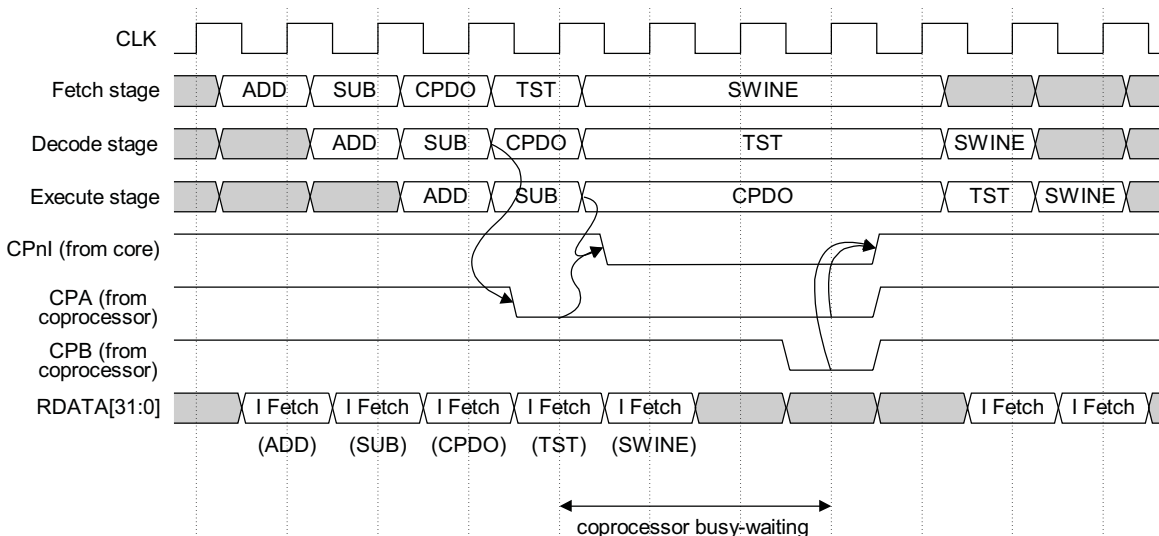 CLK
Fetch stage ADD SUB CPDO TST SWINE
Decode stage ADD SUB CPDO TST SWINE
Execute stage ADD SUB CPDO TST SWINE
CPnI (from core)
CPA (from
coprocessor)
CPB (from
coprocessor)
RDATA[31:0] I Fetch I Fetch I Fetch I Fetch I Fetch I Fetch I Fetch
(ADD) (SUB) (CPDO) (TST) (SWINE)
coprocessor busy-waiting